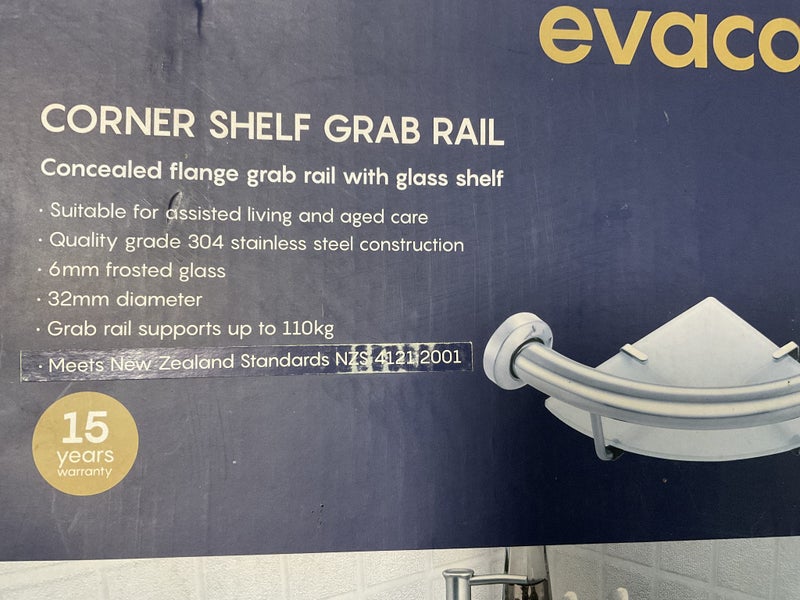 evaco
CORNER SHELF GRAB RAIL
Concealed flange grab rail with glass shelf
· Suitable for assisted living and aged care
· Quality grade 304 stainless steel construction
· 6mm frosted glass
· 32mm diameter
· Grab rail supports up to 110kg
· Meets New Zealand Standards NZS 4121:2001
15
years
warranty